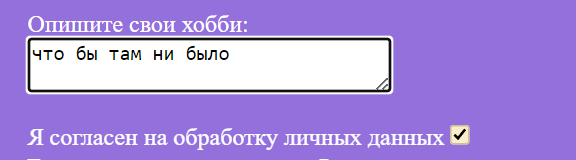 Опишите свои хобби:
что бы там ни было
Я согласен на обработку личных данных